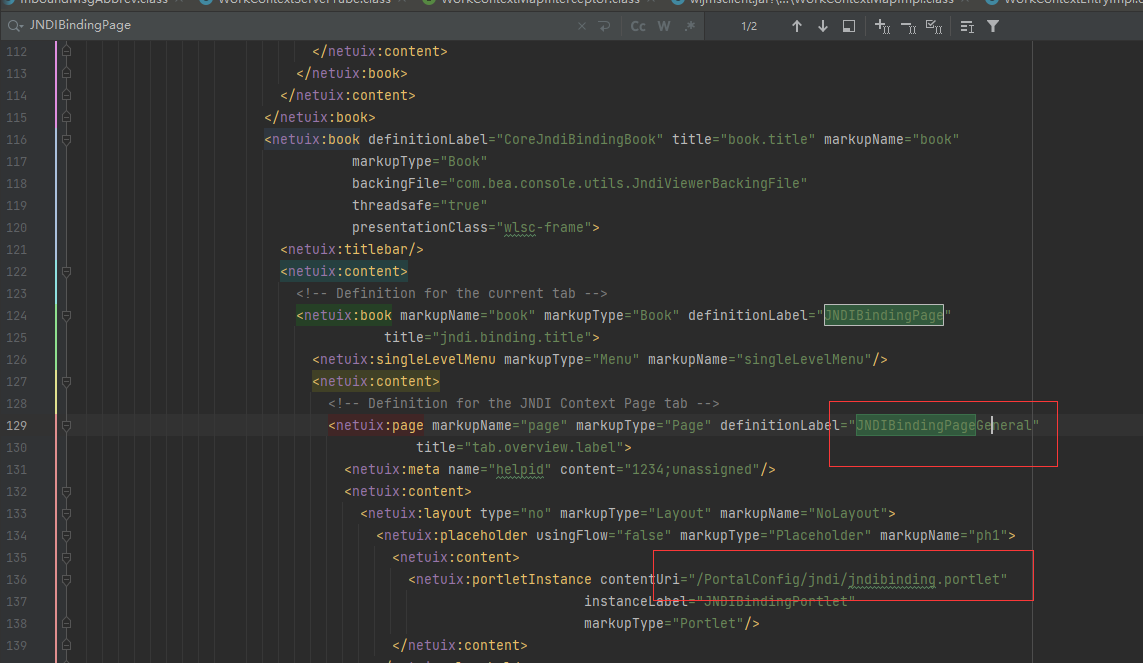 InboundMsgAbbrev.class WorkContextServerTube.class WorkContextMapInterceptor.class wljmsclient.jar!\...\WorkContextMapImpl.class WorkContextEntryImpl.c
JNDIBindingPage × Cc W .* 1/2
112 </netuix:content>
113 </netuix:book>
114 </netuix:content>
115 </netuix:book>
116 <netuix:book definitionLabel="CoreJndiBindingBook" title="book.title" markupName="book"
117 markupType="Book"
118 backingFile="com.bea.console.utils.JndiViewerBackingFile"
119 threadsafe="true"
120 presentationClass="wlsc-frame">
121 <netuix:titlebar/>
122 <netuix:content>
123 <!-- Definition for the current tab -->
124 <netuix:book markupName="book" markupType="Book" definitionLabel="JNDIBindingPage"
125 title="jndi.binding.title">
126 <netuix:singleLevelMenu markupType="Menu" markupName="singleLevelMenu"/>
127 <netuix:content>
128 <!-- Definition for the JNDI Context Page tab -->
129 <netuix:page markupName="page" markupType="Page" definitionLabel="JNDIBindingPageGeneral"
130 title="tab.overview.label">
131 <netuix:meta name="helpid" content="1234;unassigned"/>
132 <netuix:content>
133 <netuix:layout type="no" markupType="Layout" markupName="NoLayout">
134 <netuix:placeholder usingFlow="false" markupType="Placeholder" markupName="ph1">
135 <netuix:content>
136 <netuix:portletInstance contentUri="/PortalConfig/jndi/jndibinding.portlet"
137 instanceLabel="JNDIBindingPortlet"
138 markupType="Portlet"/>
139 </netuix:content>